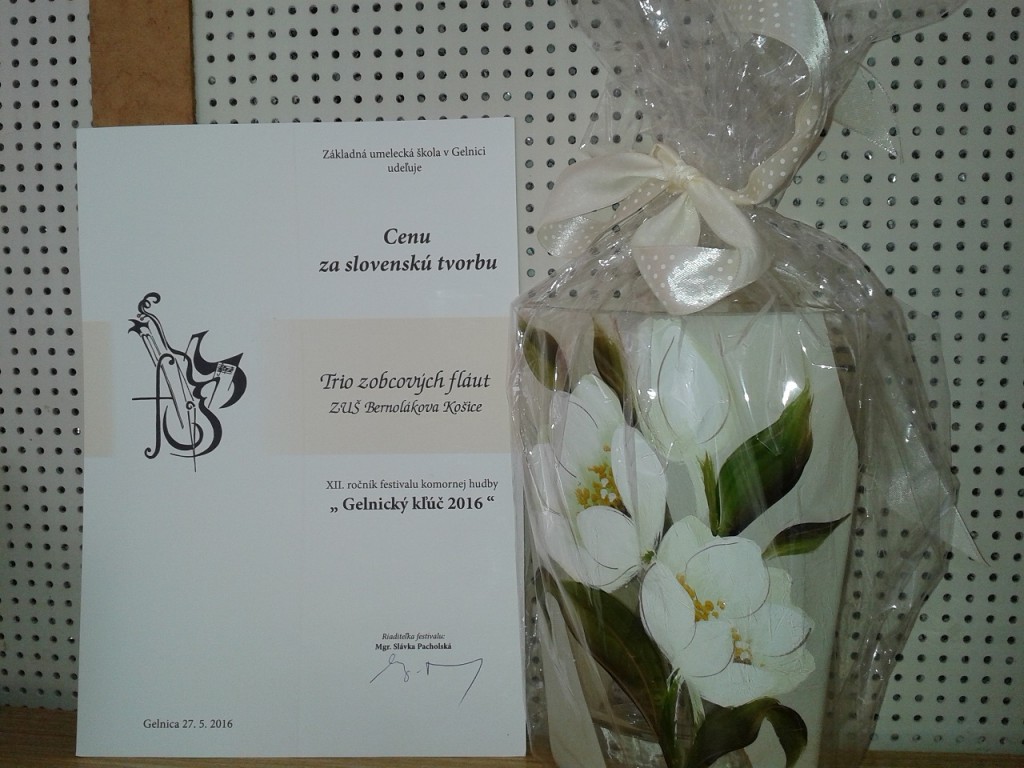 Základná umelecká škola v Gelnici
udeľuje
Cenu
za slovenskú tvorbu
Trio zobcových fláut
ZUŠ Bernolákova Košice
XII. ročník festivalu komornej hudby
„ Gelnický kľúč 2016 “
Riaditeľka festivalu:
Mgr. Slávka Pacholská
Gelnica 27. 5. 2016